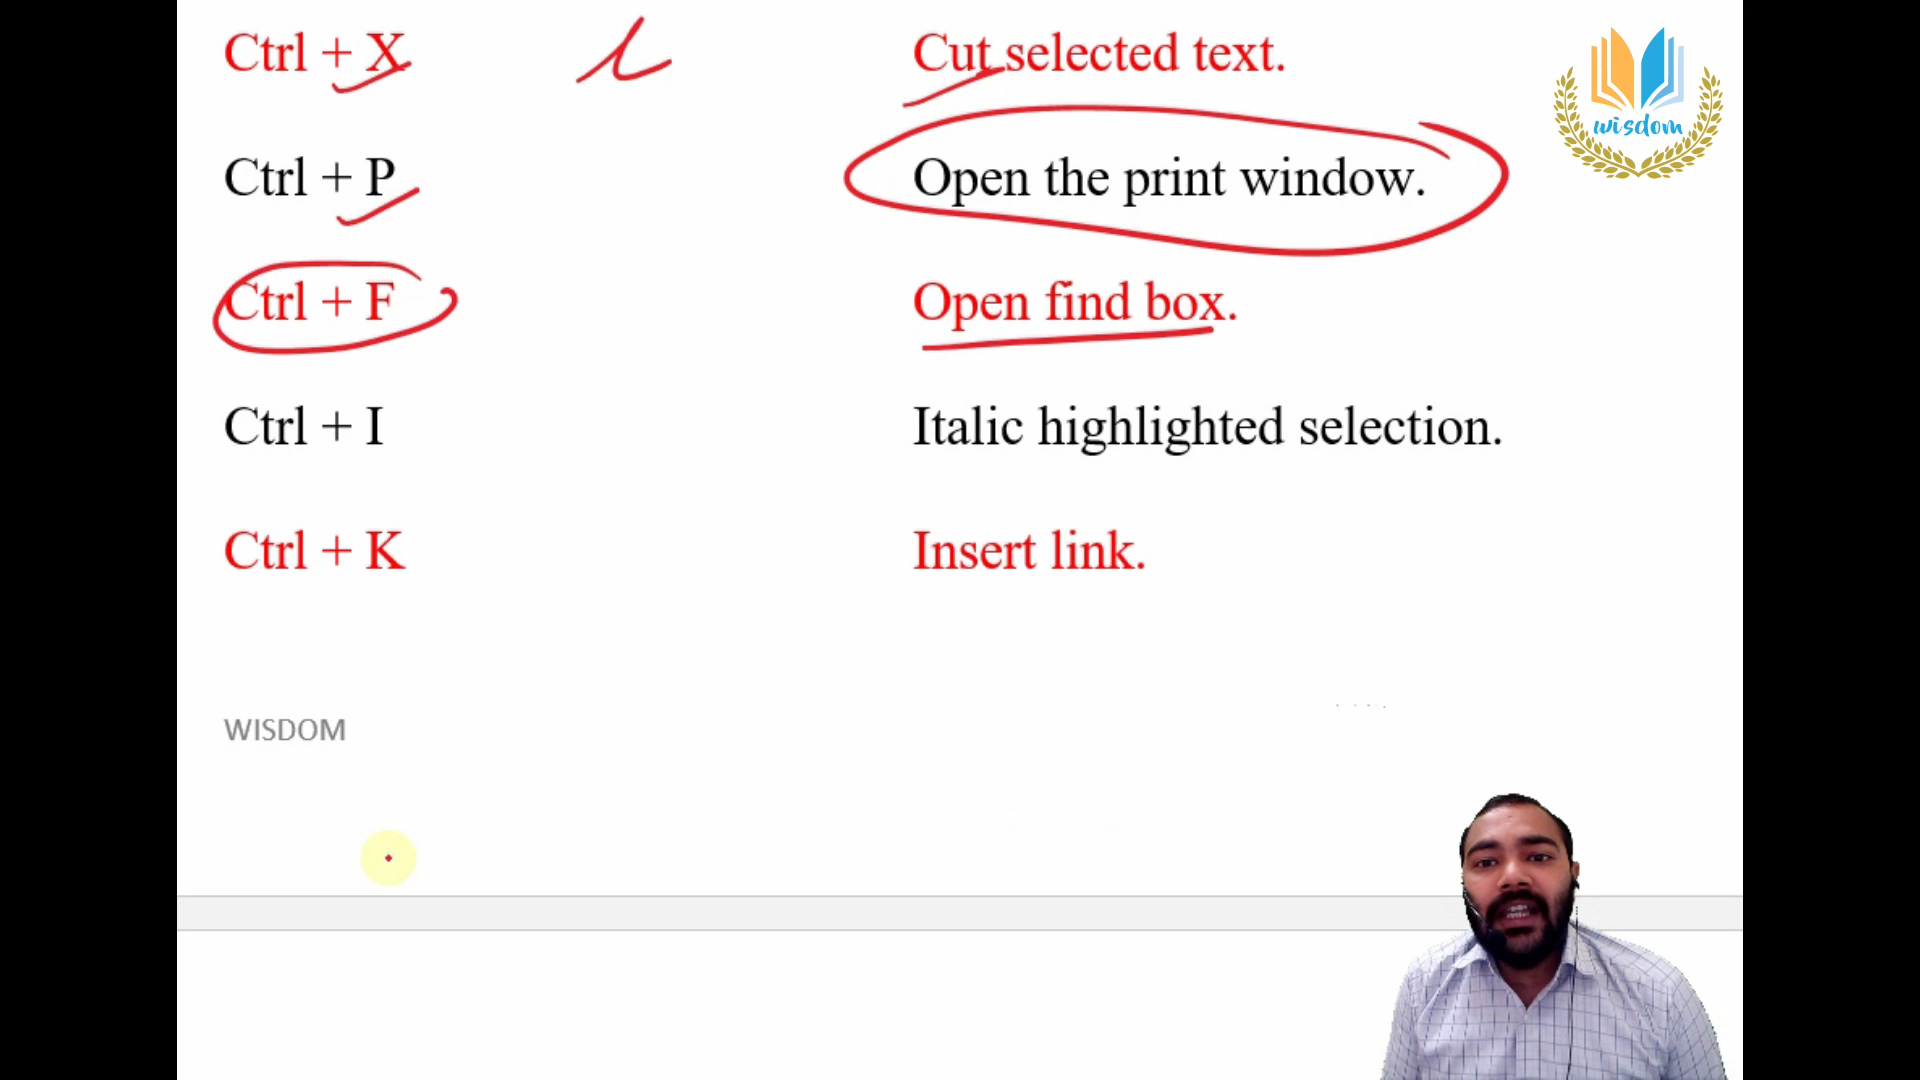 Ctrl + X Cut selected text.
wisdom
Ctrl + P Open the print window.
Ctrl + F Open find box.
Ctrl + I Italic highlighted selection.
Ctrl + K Insert link.
WISDOM